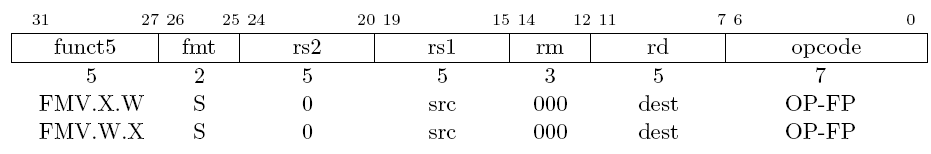 31 27 26 25 24 20 19 15 14 12 11 7 6 0
funct5 fmt rs2 rs1 rm rd opcode
5 2 5 5 3 5 7
FMV.X.W S 0 src 000 dest OP-FP
FMV.W.X S 0 src 000 dest OP-FP